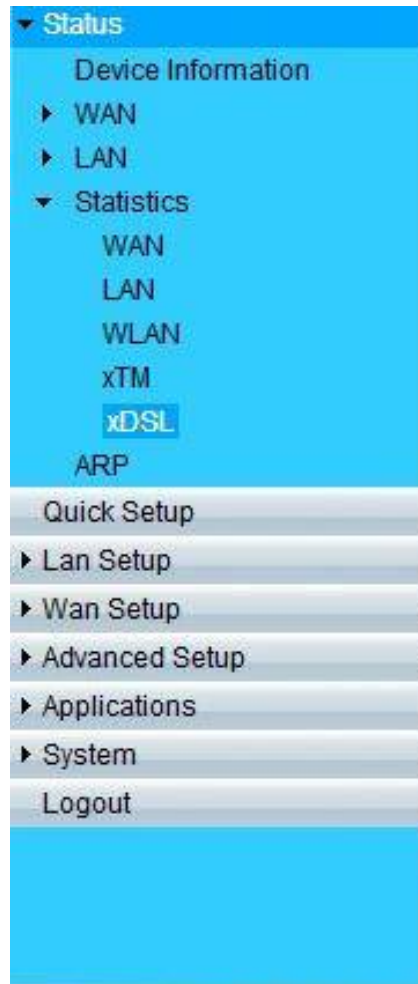 Status
Device Information
WAN
LAN
Statistics
WAN
LAN
WLAN
xTM
xDSL
ARP
Quick Setup
Lan Setup
Wan Setup
Advanced Setup
Applications
System
Logout